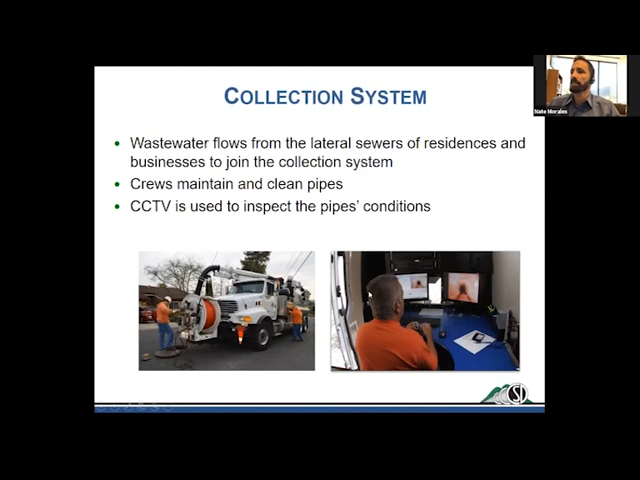 COLLECTION SYSTEM
Nate Morales
• Wastewater flows from the lateral sewers of residences and
businesses to join the collection system
• Crews maintain and clean pipes
• CCTV is used to inspect the pipes' conditions